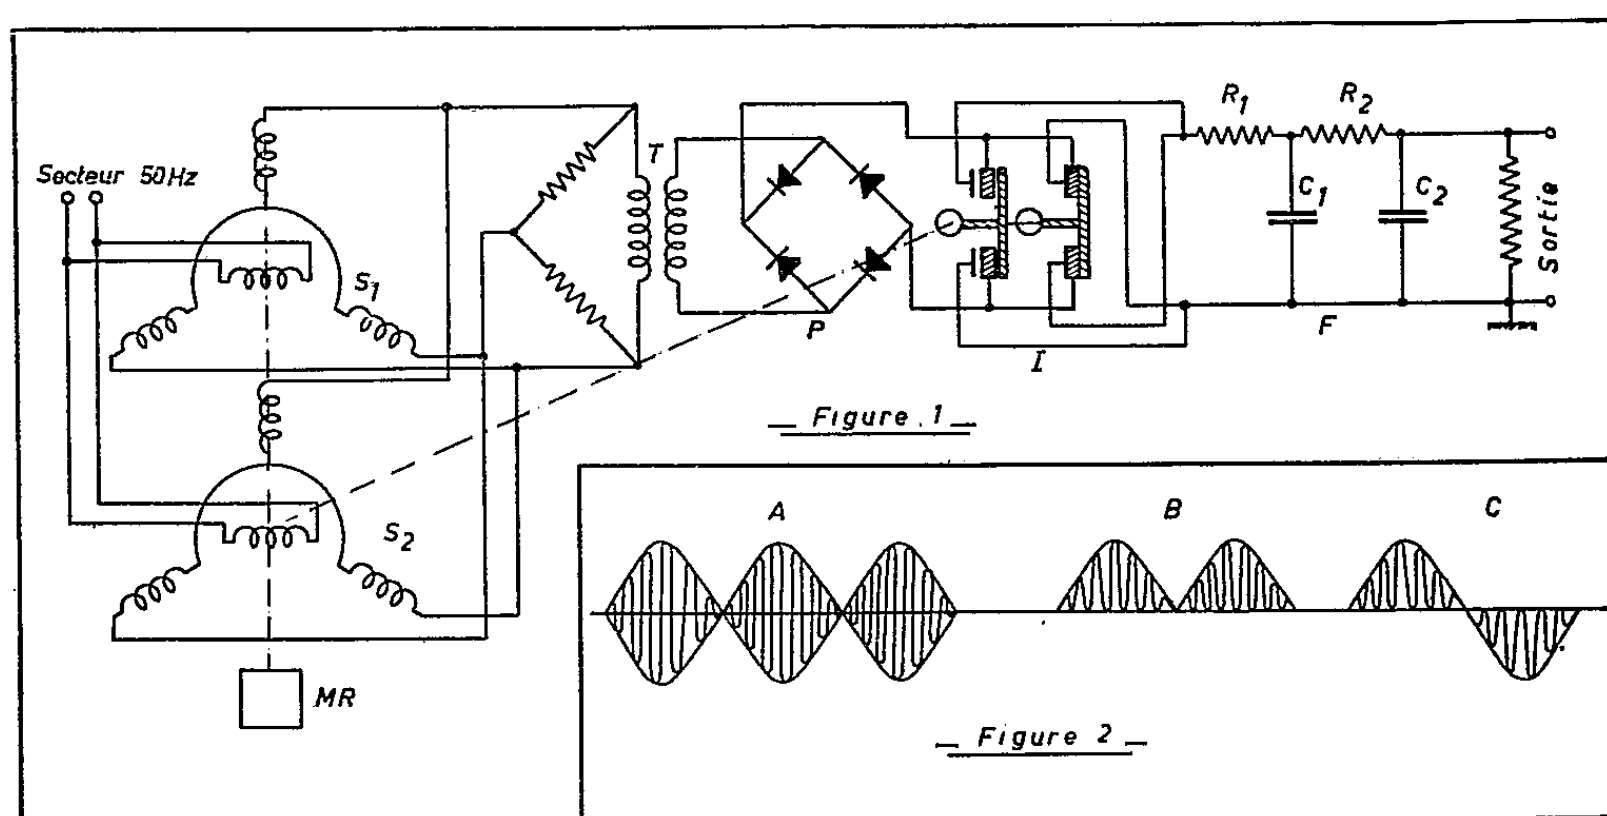 Secteur 50Hz
S1
S2
MR
T
P
I
R1
R2
C1
C2
F
Sortie
Figure.1
A
B
C
Figure 2